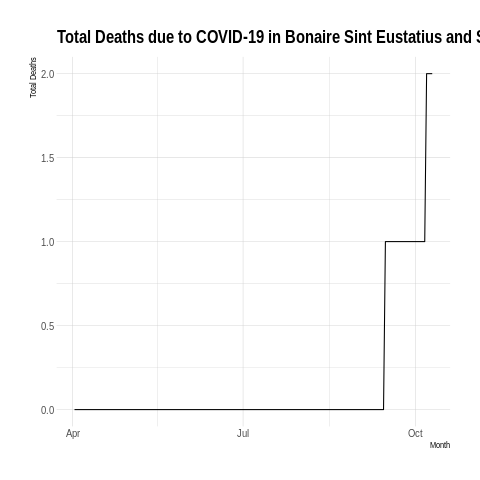 Total Deaths due to COVID-19 in Bonaire Sint Eustatius and S
Total Deaths
2.0
1.5
1.0
0.5
0.0
Apr Jul Oct
Month